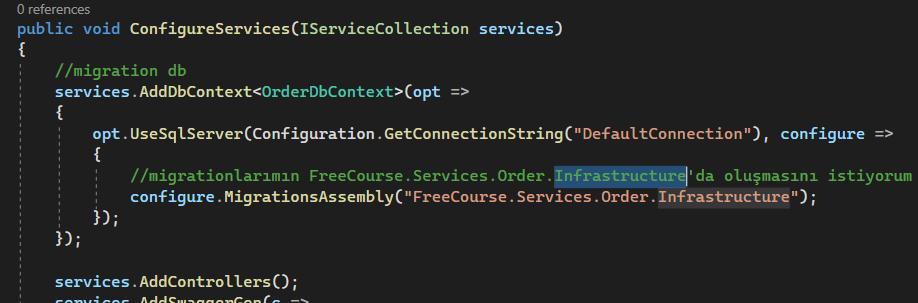 0 references
public void ConfigureServices(IServiceCollection services)
{
//migration db
services.AddDbContext<OrderDbContext>(opt =>
{
opt.UseSqlServer(Configuration.GetConnectionString("DefaultConnection"), configure =>
{
//migrationlarımın FreeCourse.Services.Order.Infrastructure'da oluşmasını istiyorum
configure.MigrationsAssembly("FreeCourse.Services.Order.Infrastructure");
});
});
services.AddControllers();
services.AddSwaggerGen(c =>